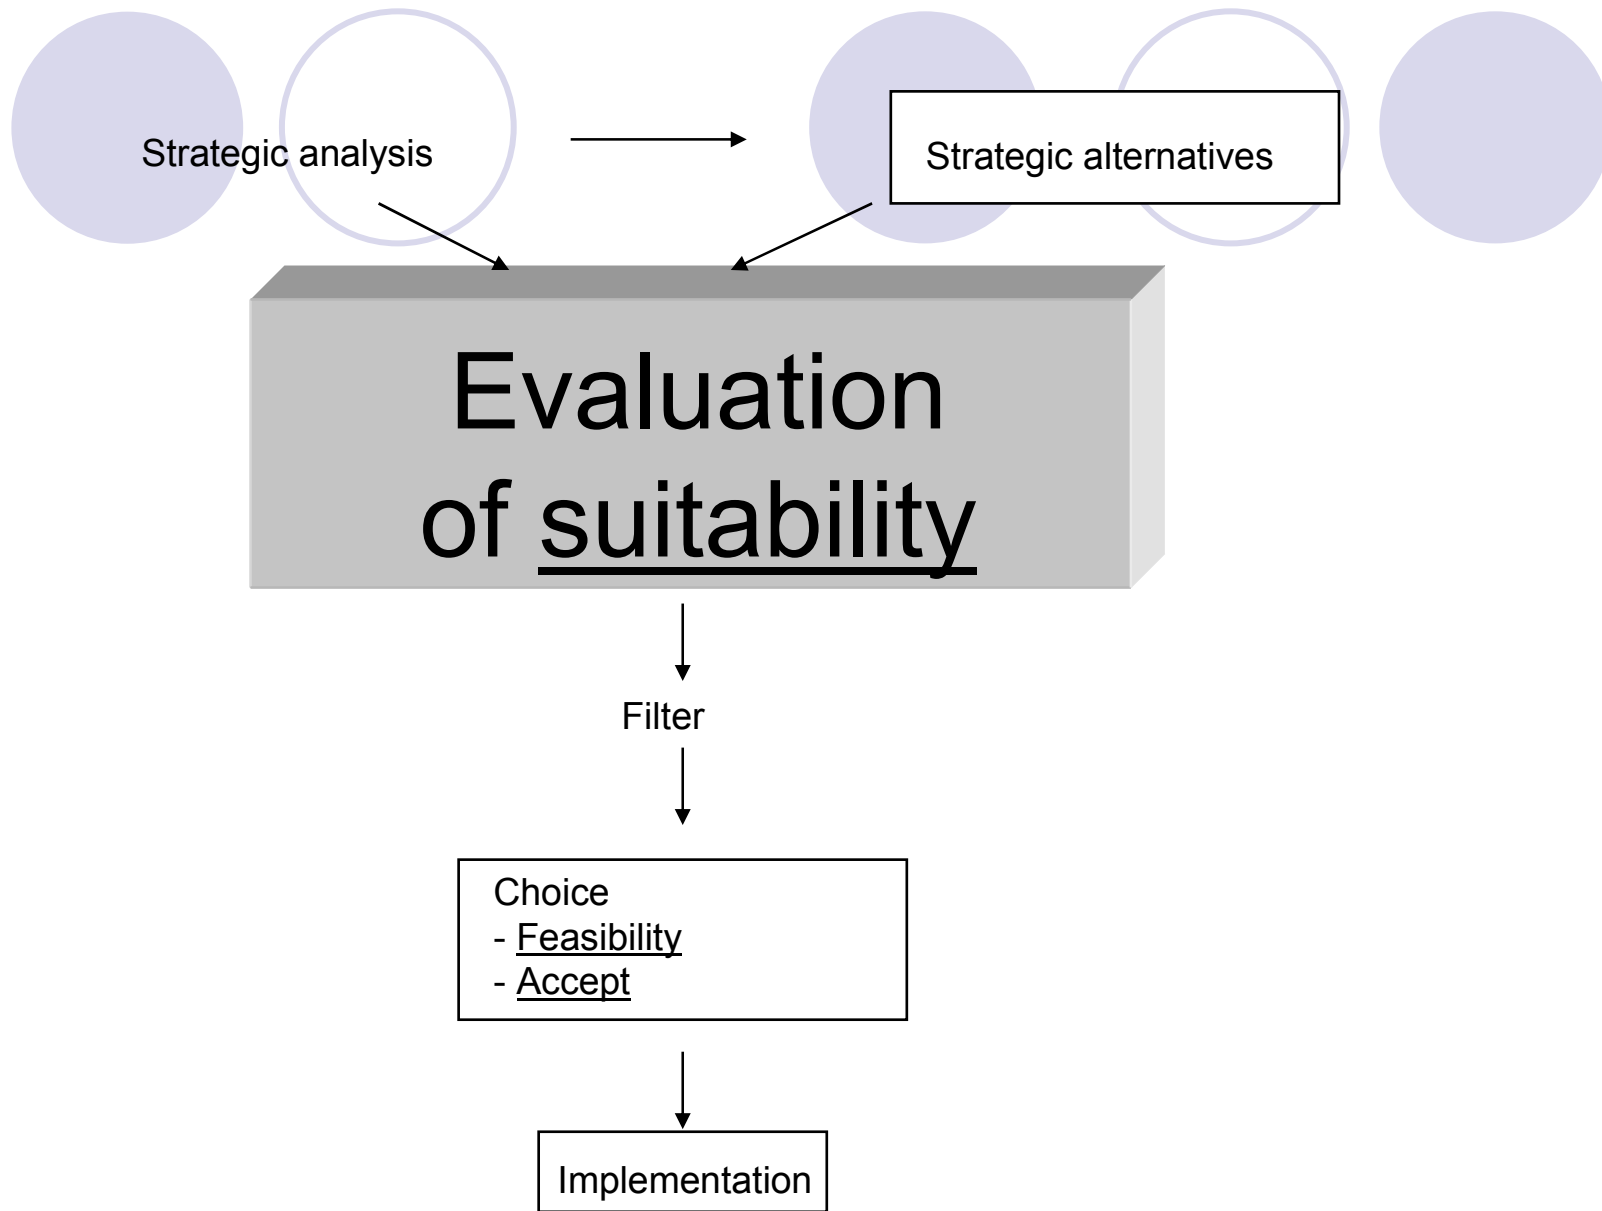 Strategic analysis
Strategic alternatives
Evaluation
of suitability
Filter
Choice
- Feasibility
- Accept
Implementation